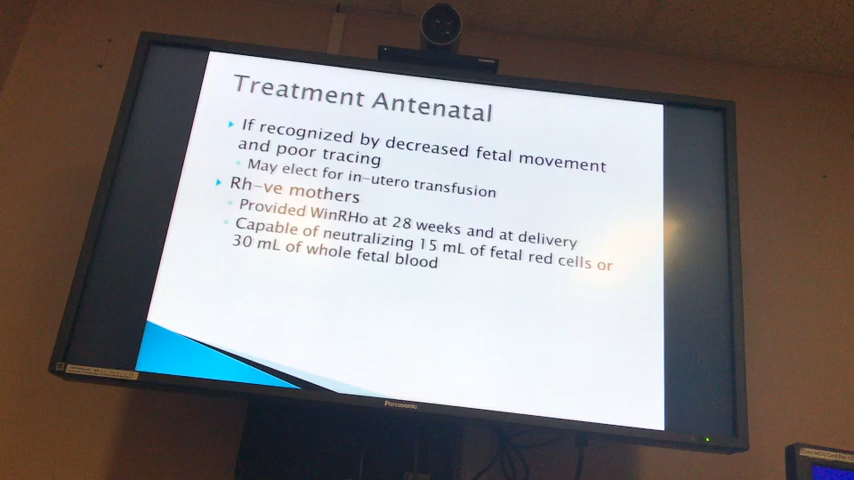 Treatment Antenatal
If recognized by decreased fetal movement
and poor tracing
May elect for in-utero transfusion
Rh-ve mothers
Provided WinRHo at 28 weeks and at delivery
Capable of neutralizing 15 mL of fetal red cells or
30 mL of whole fetal blood
Panasonic